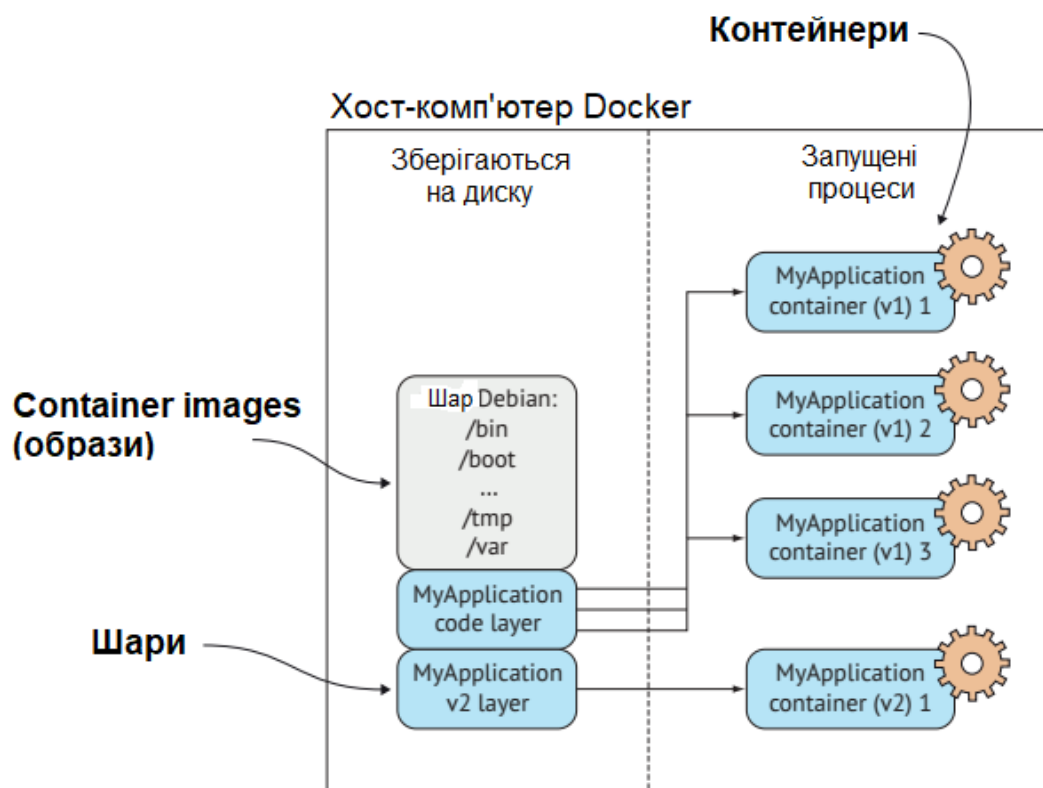 Контейнери
Хост-комп'ютер Docker
Зберігаються
на диску
Запущені
процеси
MyApplication
container (v1) 1
Container images
(образи)
Шар Debian:
/bin
/boot
...
/tmp
/var
MyApplication
container (v1) 2
MyApplication
container (v1) 3
MyApplication
code layer
Шари
MyApplication
v2 layer
MyApplication
container (v2) 1